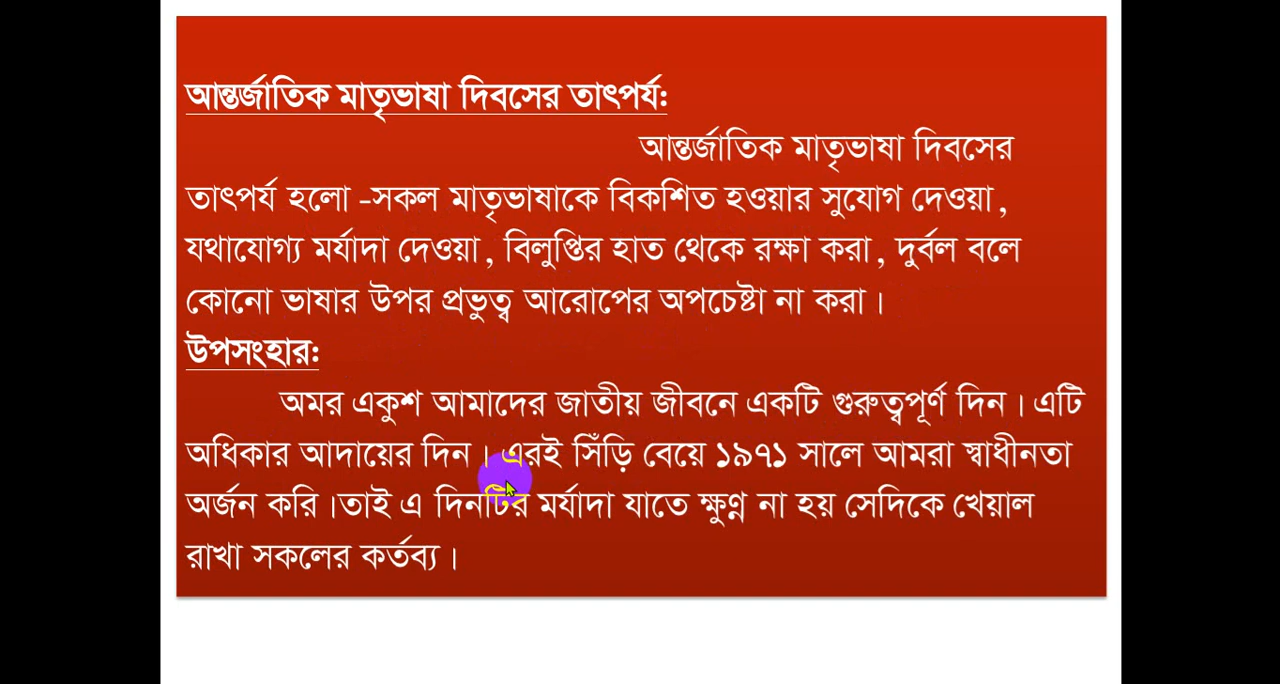 আন্তর্জাতিক মাতৃভাষা দিবসের তাৎপর্য:
আন্তর্জাতিক মাতৃভাষা দিবসের
তাৎপর্য হলো -সকল মাতৃভাষাকে বিকশিত হওয়ার সুযোগ দেওয়া,
যথাযোগ্য মর্যাদা দেওয়া, বিলুপ্তির হাত থেকে রক্ষা করা, দুর্বল বলে
কোনো ভাষার উপর প্রভুত্ব আরোপের অপচেষ্টা না করা।
উপসংহার:
অমর একুশ আমাদের জাতীয় জীবনে একটি গুরুত্বপূর্ণ দিন। এটি
অধিকার আদায়ের দিন। এরই সিঁড়ি বেয়ে ১৯৭১ সালে আমরা স্বাধীনতা
অর্জন করি।তাই এ দিনটির মর্যাদা যাতে ক্ষুণ্ন না হয় সেদিকে খেয়াল
রাখা সকলের কর্তব্য।